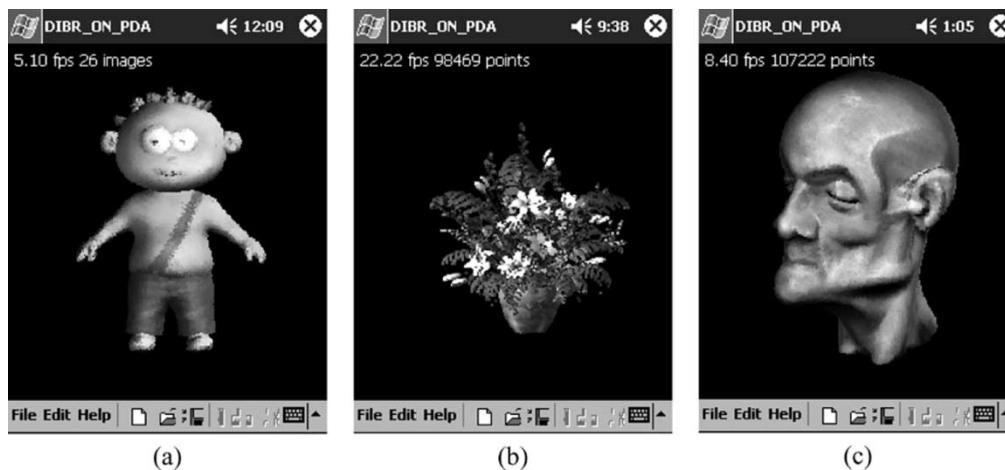 DIBR_ON_PDA 12:09
5.10 fps 26 images
File Edit Help
(a)
DIBR_ON_PDA 9:38
22.22 fps 98469 points
File Edit Help
(b)
DIBR_ON_PDA 1:05
8.40 fps 107222 points
File Edit Help
(c)